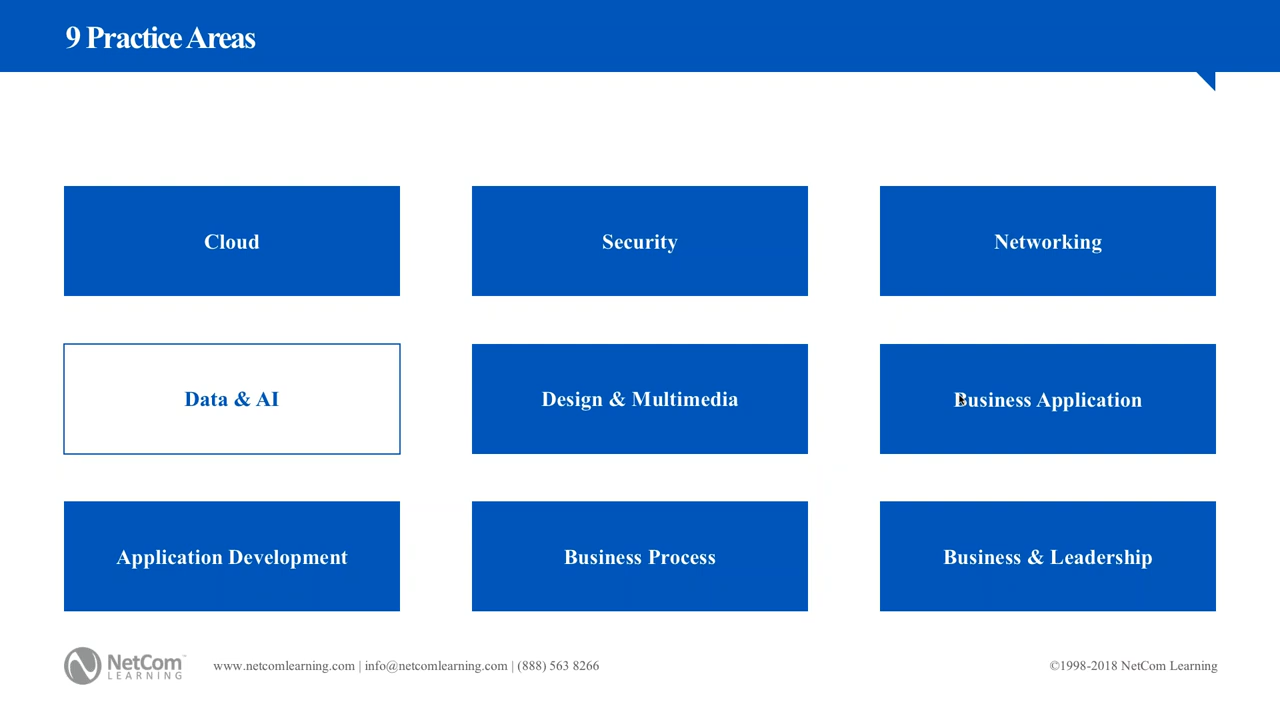 9 Practice Areas
Cloud
Security
Networking
Data & AI
Design & Multimedia
Business Application
Application Development
Business Process
Business & Leadership
NetCom™
LEARNING
www.netcomlearning.com | info@netcomlearning.com | (888) 563 8266
©1998-2018 NetCom Learning